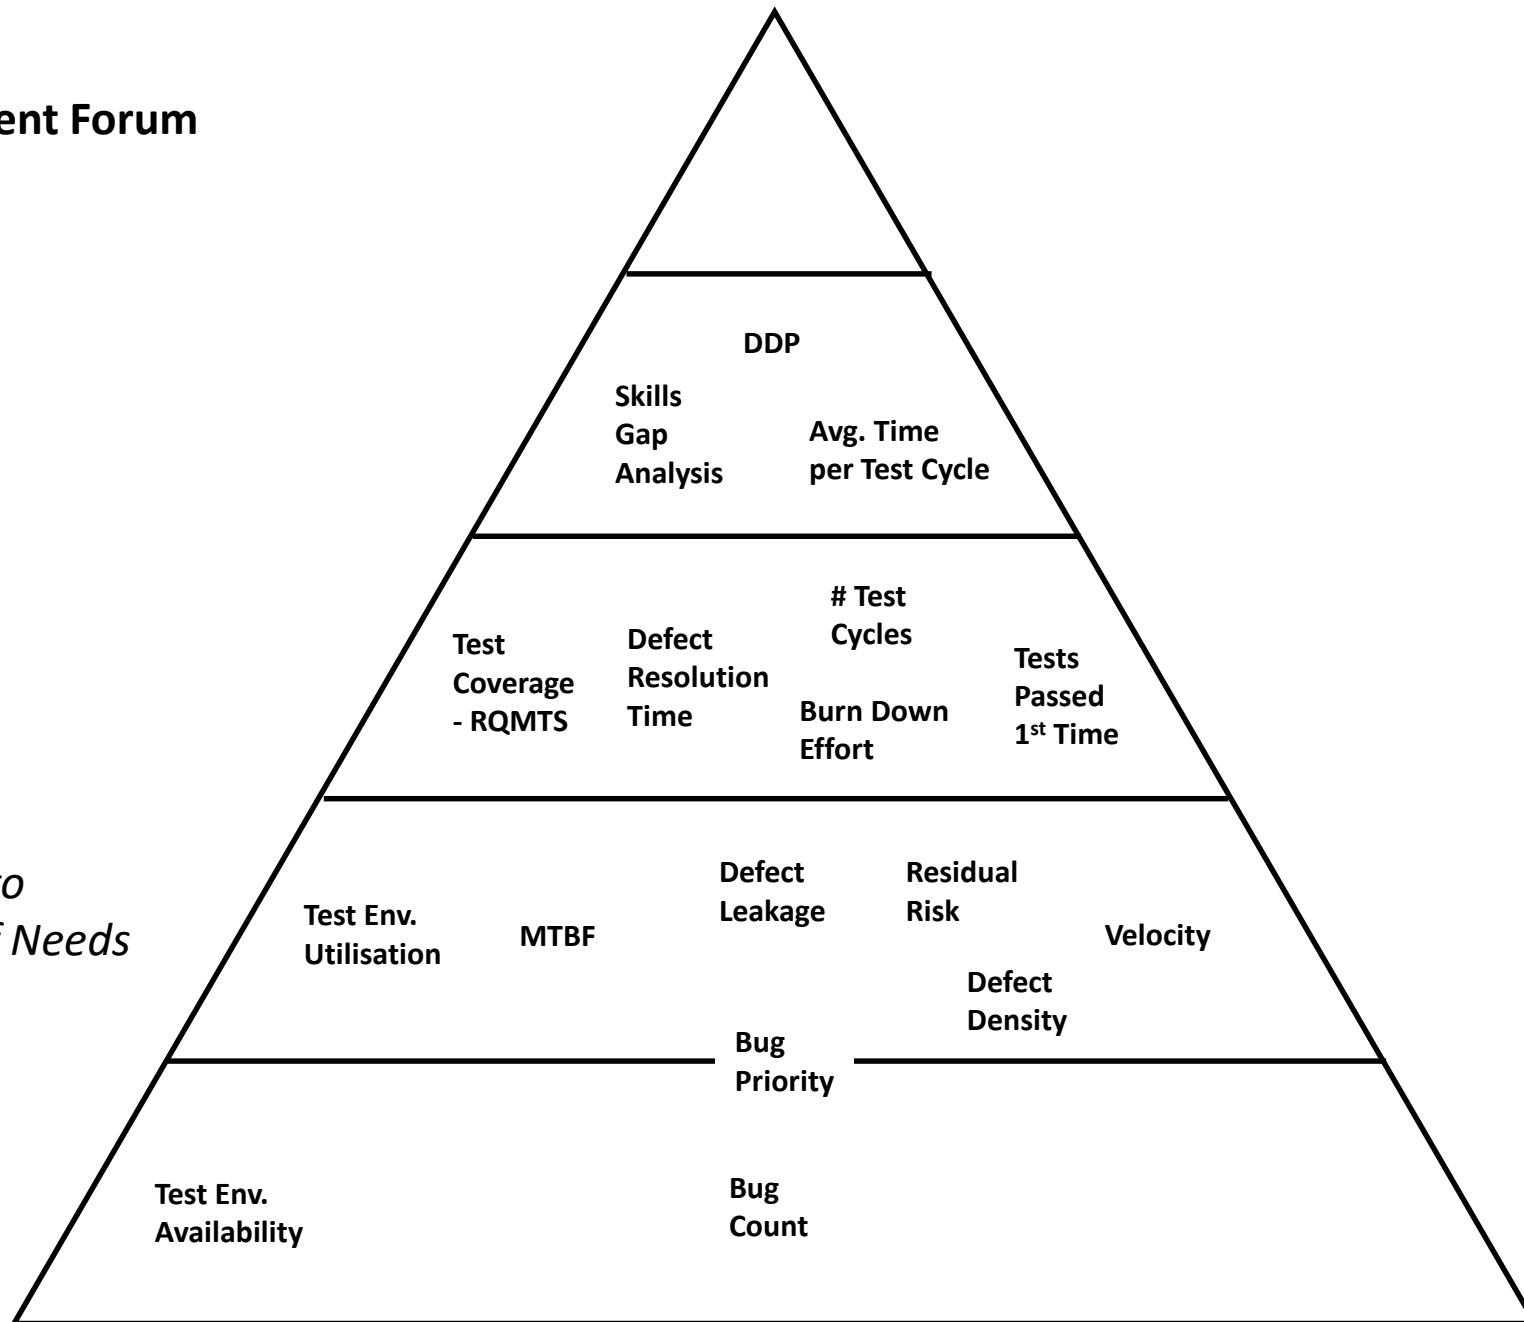 ent Forum
DDP
Skills
Gap
Analysis
Avg. Time
per Test Cycle
# Test
Cycles
Test
Coverage
- RQMTS
Defect
Resolution
Time
Burn Down
Effort
Tests
Passed
1st Time
Needs
Test Env.
Utilisation
MTBF
Defect
Leakage
Residual
Risk
Velocity
Defect
Density
Bug
Priority
Test Env.
Availability
Bug
Count